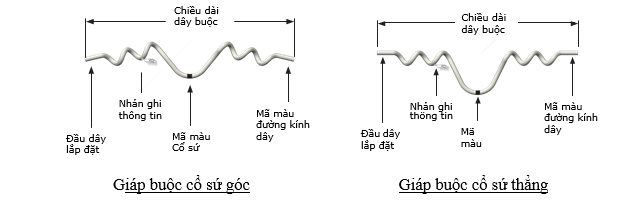 Chiều dài
dây buộc
Nhãn ghi
thông tin
Mã màu
đường kính
dây
Đầu dây
lắp đặt
Mã màu
Cổ sứ
Giáp buộc cổ sứ góc
Chiều dài
dây buộc
Nhãn ghi
thông tin
Mã màu
đường kính
dây
Đầu dây
lắp đặt
Mã
màu
Giáp buộc cổ sứ thẳng